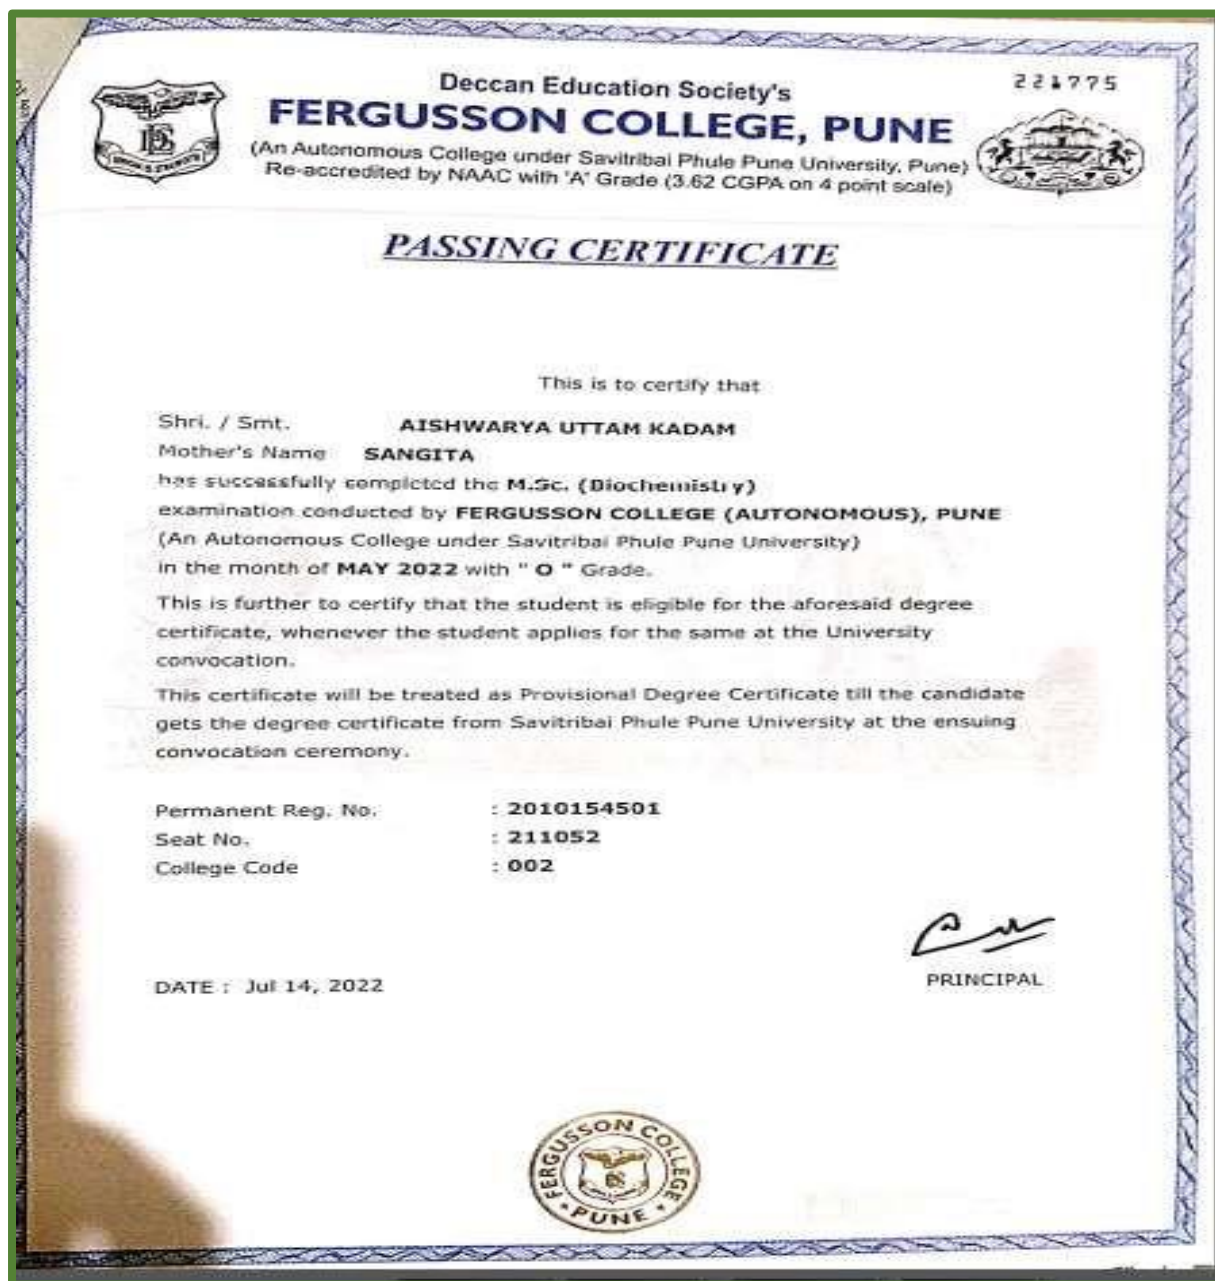 Deccan Education Society's
221775
FERGUSSON COLLEGE, PUNE
(An Autonomous College under Savitribai Phule Pune University, Pune)
Re-accredited by NAAC with 'A' Grade (3.62 CGPA on 4 point scale)
PASSING CERTIFICATE
This is to certify that
Shri. / Smt. AISHWARYA UTTAM KADAM
Mother's Name SANGITA
has successfully completed the M.Sc. (Biochemistry)
examination conducted by FERGUSSON COLLEGE (AUTONOMOUS), PUNE
(An Autonomous College under Savitribai Phule Pune University)
in the month of MAY 2022 with " O " Grade.
This is further to certify that the student is eligible for the aforesaid degree
certificate, whenever the student applies for the same at the University
convocation.
This certificate will be treated as Provisional Degree Certificate till the candidate
gets the degree certificate from Savitribai Phule Pune University at the ensuing
convocation ceremony.
Permanent Reg. No. : 2010154501
Seat No. : 211052
College Code : 002
PRINCIPAL
DATE : Jul 14, 2022
FERGUSSON COLLEGE
PUNE